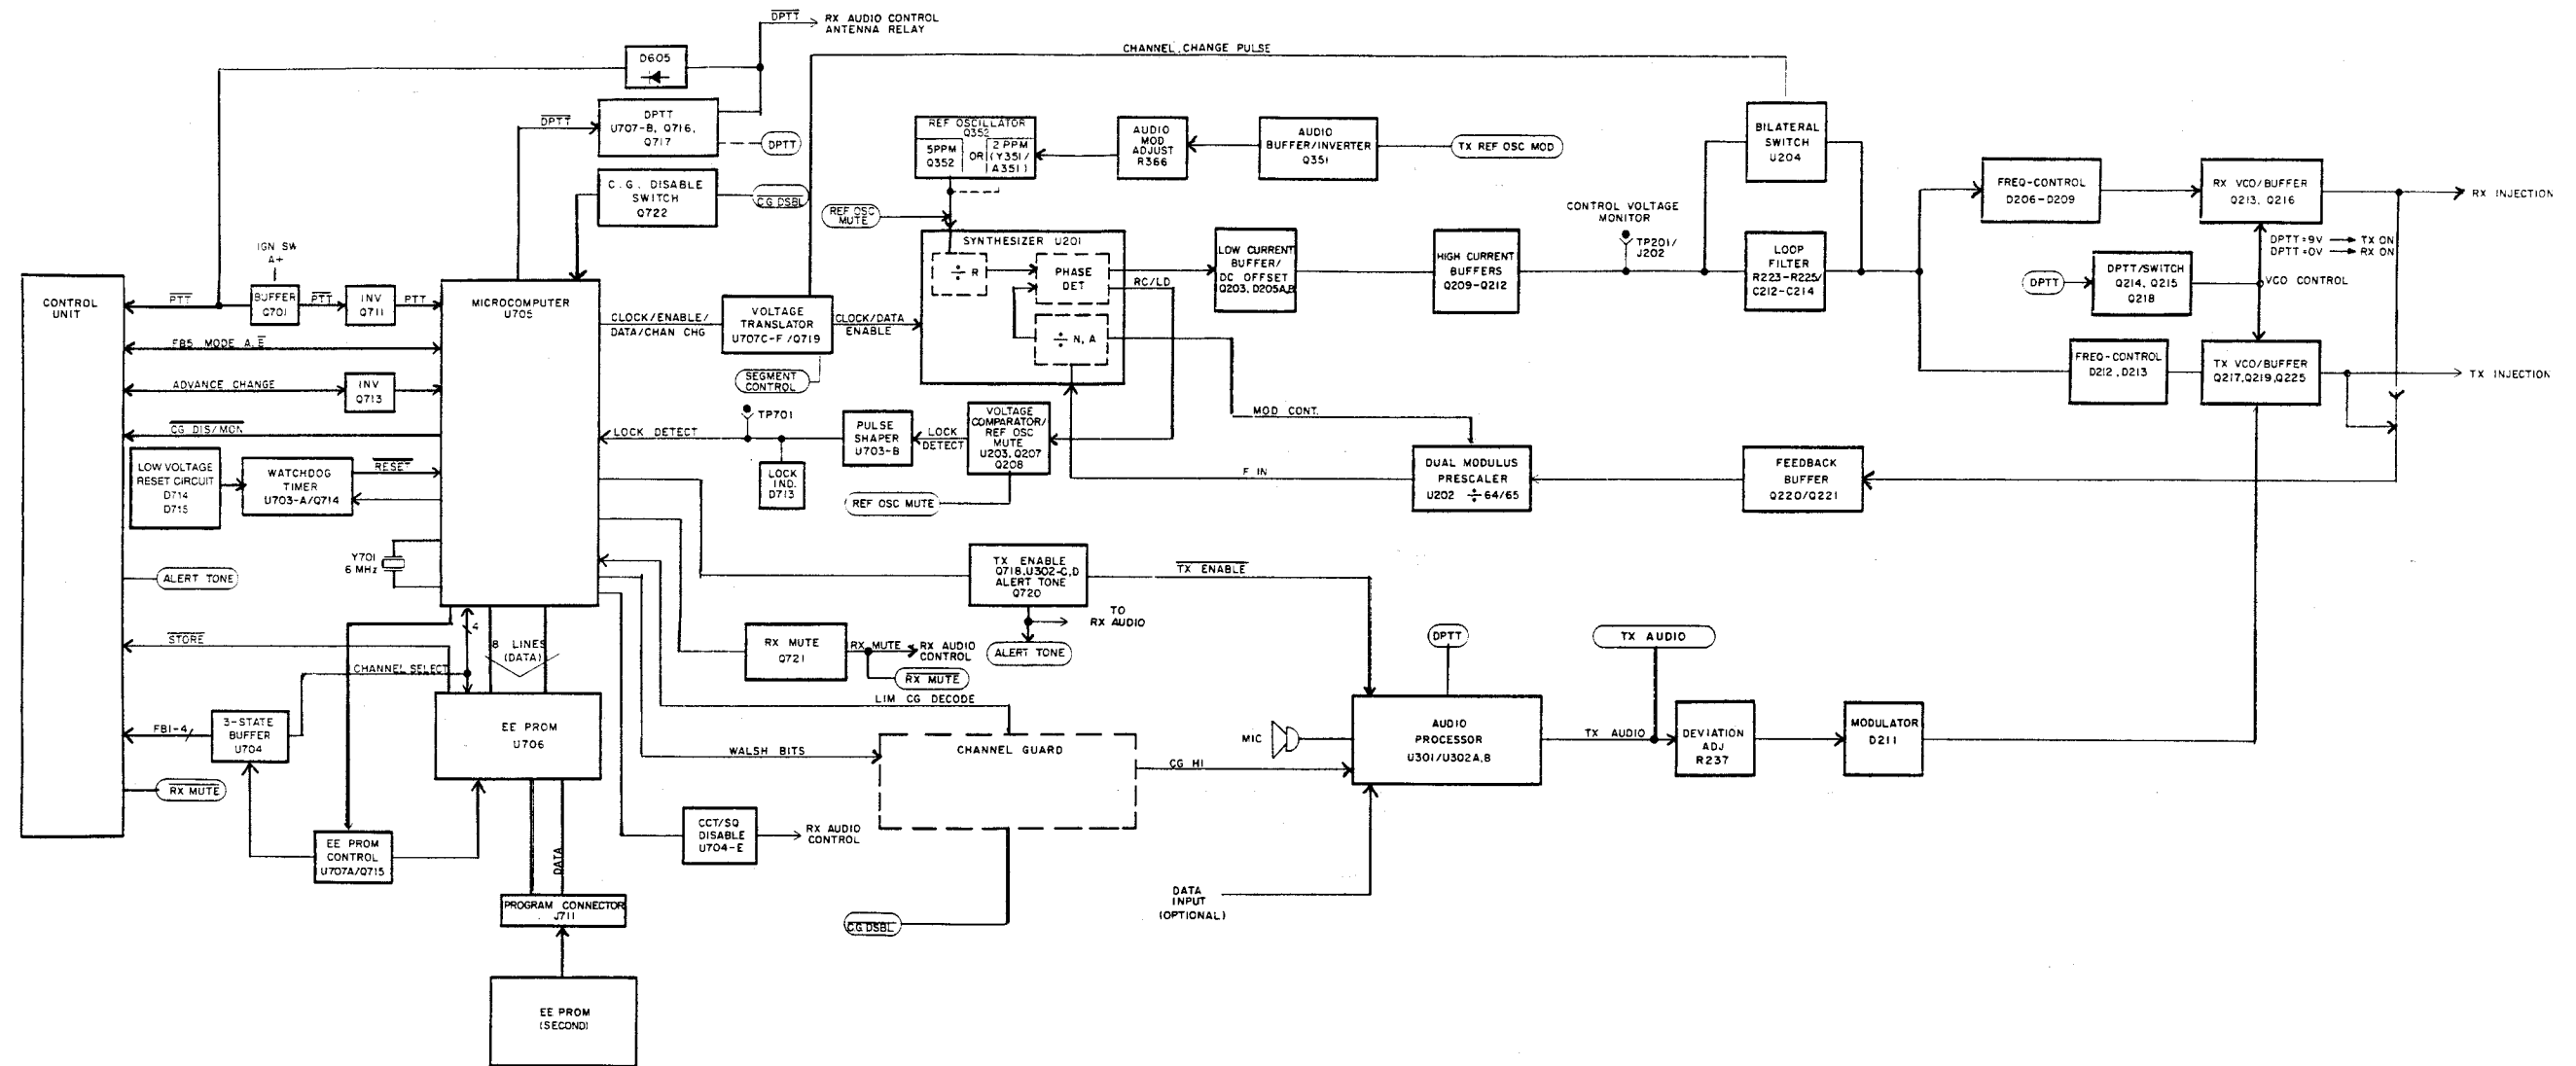 DPTT
RX AUDIO CONTROL
ANTENNA RELAY
D605
CHANNEL CHANGE PULSE
DPTT
DPTT
U707-B, Q716,
Q717
DPTT
C.G. DISABLE
SWITCH
Q722
CG DSBL
REF OSCILLATOR
Q352
5PPM
Q352
OR
2 PPM
(Y351/
A351)
AUDIO
MOD
ADJUST
R366
AUDIO
BUFFER/INVERTER
Q351
TX REF OSC MOD
BILATERAL
SWITCH
U204
REF OSC
MUTE
CONTROL VOLTAGE
MONITOR
TP201/
J202
FREQ-CONTROL
D206-D209
RX VCO/BUFFER
Q213, Q216
RX INJECTION
DPTT=9V → TX ON
DPTT=0V → RX ON
IGN SW
A+
CONTROL
UNIT
PTT
BUFFER
Q701
PTT
INV
Q711
PTT
MICROCOMPUTER
U705
CLOCK/ENABLE/
DATA/CHAN CHG
VOLTAGE
TRANSLATOR
U707C-F/Q719
CLOCK/DATA
ENABLE
SEGMENT
CONTROL
SYNTHESIZER U201
÷ R
PHASE
DET
÷ N, A
RC/LD
LOW CURRENT
BUFFER/
DC OFFSET
Q203, D205A,B
HIGH CURRENT
BUFFERS
Q209-Q212
LOOP
FILTER
R223-R225/
C212-C214
DPTT
DPTT/SWITCH
Q214, Q215
Q218
VCO CONTROL
FREQ-CONTROL
D212, D213
TX VCO/BUFFER
Q217,Q219,Q225
TX INJECTION
FB5 MODE A, E
ADVANCE CHANGE
INV
Q713
CG DIS/MON
LOW VOLTAGE
RESET CIRCUIT
D714
D715
WATCHDOG
TIMER
U703-A/Q714
RESET
LOCK DETECT
TP701
LOCK
IND.
D713
PULSE
SHAPER
U703-B
LOCK
DETECT
VOLTAGE
COMPARATOR/
REF OSC
MUTE
U203, Q207
Q208
REF OSC MUTE
MOD CONT.
F IN
DUAL MODULUS
PRESCALER
U202 ÷ 64/65
FEEDBACK
BUFFER
Q220/Q221
Y701
6 MHz
ALERT TONE
TX ENABLE
Q718,U302-C,D
ALERT TONE
Q720
TX ENABLE
TO
RX AUDIO
ALERT TONE
STORE
4
8 LINES
(DATA)
CHANNEL SELECT
RX MUTE
Q721
RX MUTE
RX AUDIO
CONTROL
RX MUTE
LIM CG DECODE
DPTT
TX AUDIO
FB1-4
3-STATE
BUFFER
U704
EE PROM
U706
WALSH BITS
CHANNEL GUARD
CG HI
MIC
AUDIO
PROCESSOR
U301/U302A,B
TX AUDIO
DEVIATION
ADJ
R237
MODULATOR
D211
RX MUTE
EE PROM
CONTROL
U707A/Q715
DATA
CCT/SQ
DISABLE
U704-E
RX AUDIO
CONTROL
PROGRAM CONNECTOR
J711
CG DSBL
DATA
INPUT
(OPTIONAL)
EE PROM
(SECOND)